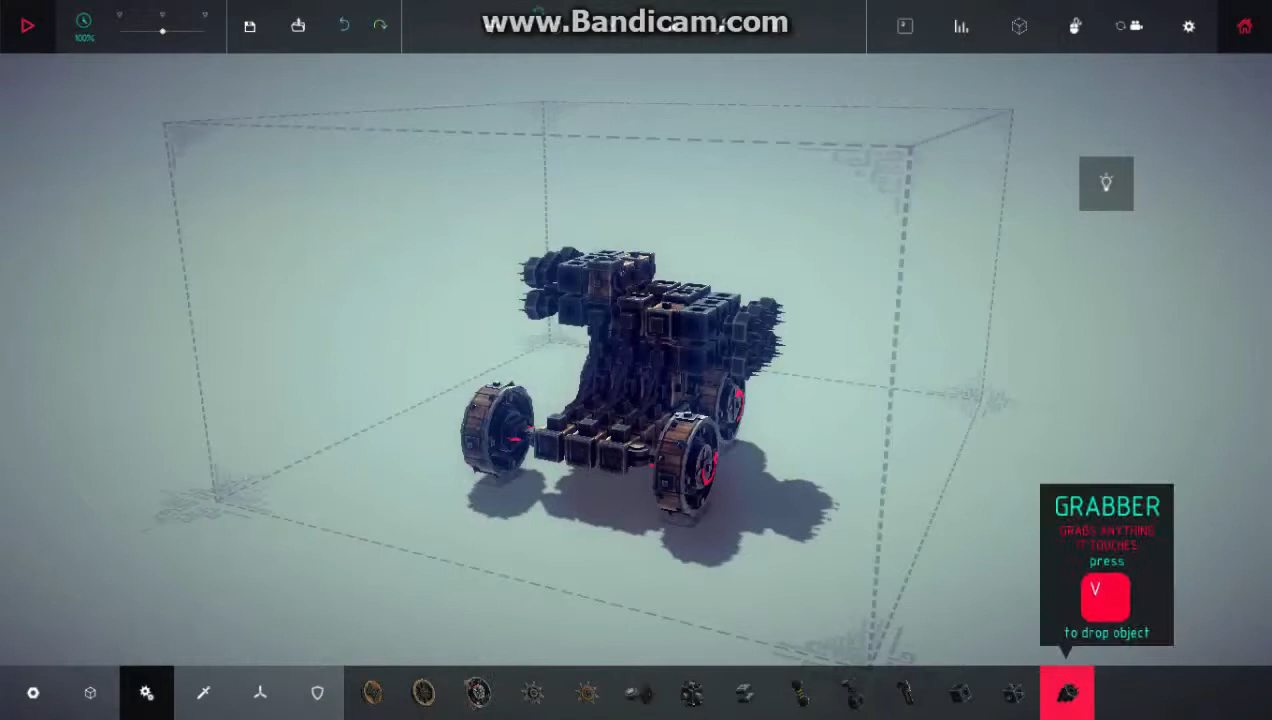 www.Bandicam.com
100%
GRABBER
GRABS ANYTHING
IT TOUCHES
press
V
to drop object